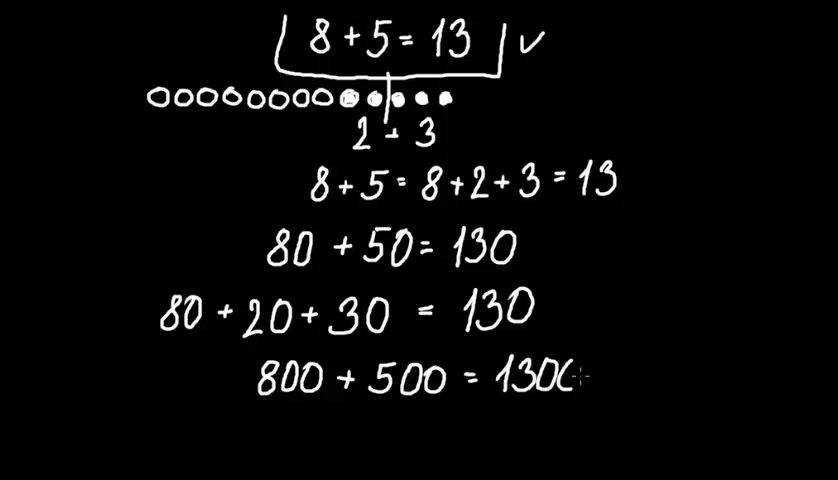 8 + 5 = 13 ✓
2 + 3
8 + 5 = 8 + 2 + 3 = 13
80 + 50 = 130
80 + 20 + 30 = 130
800 + 500 = 1300